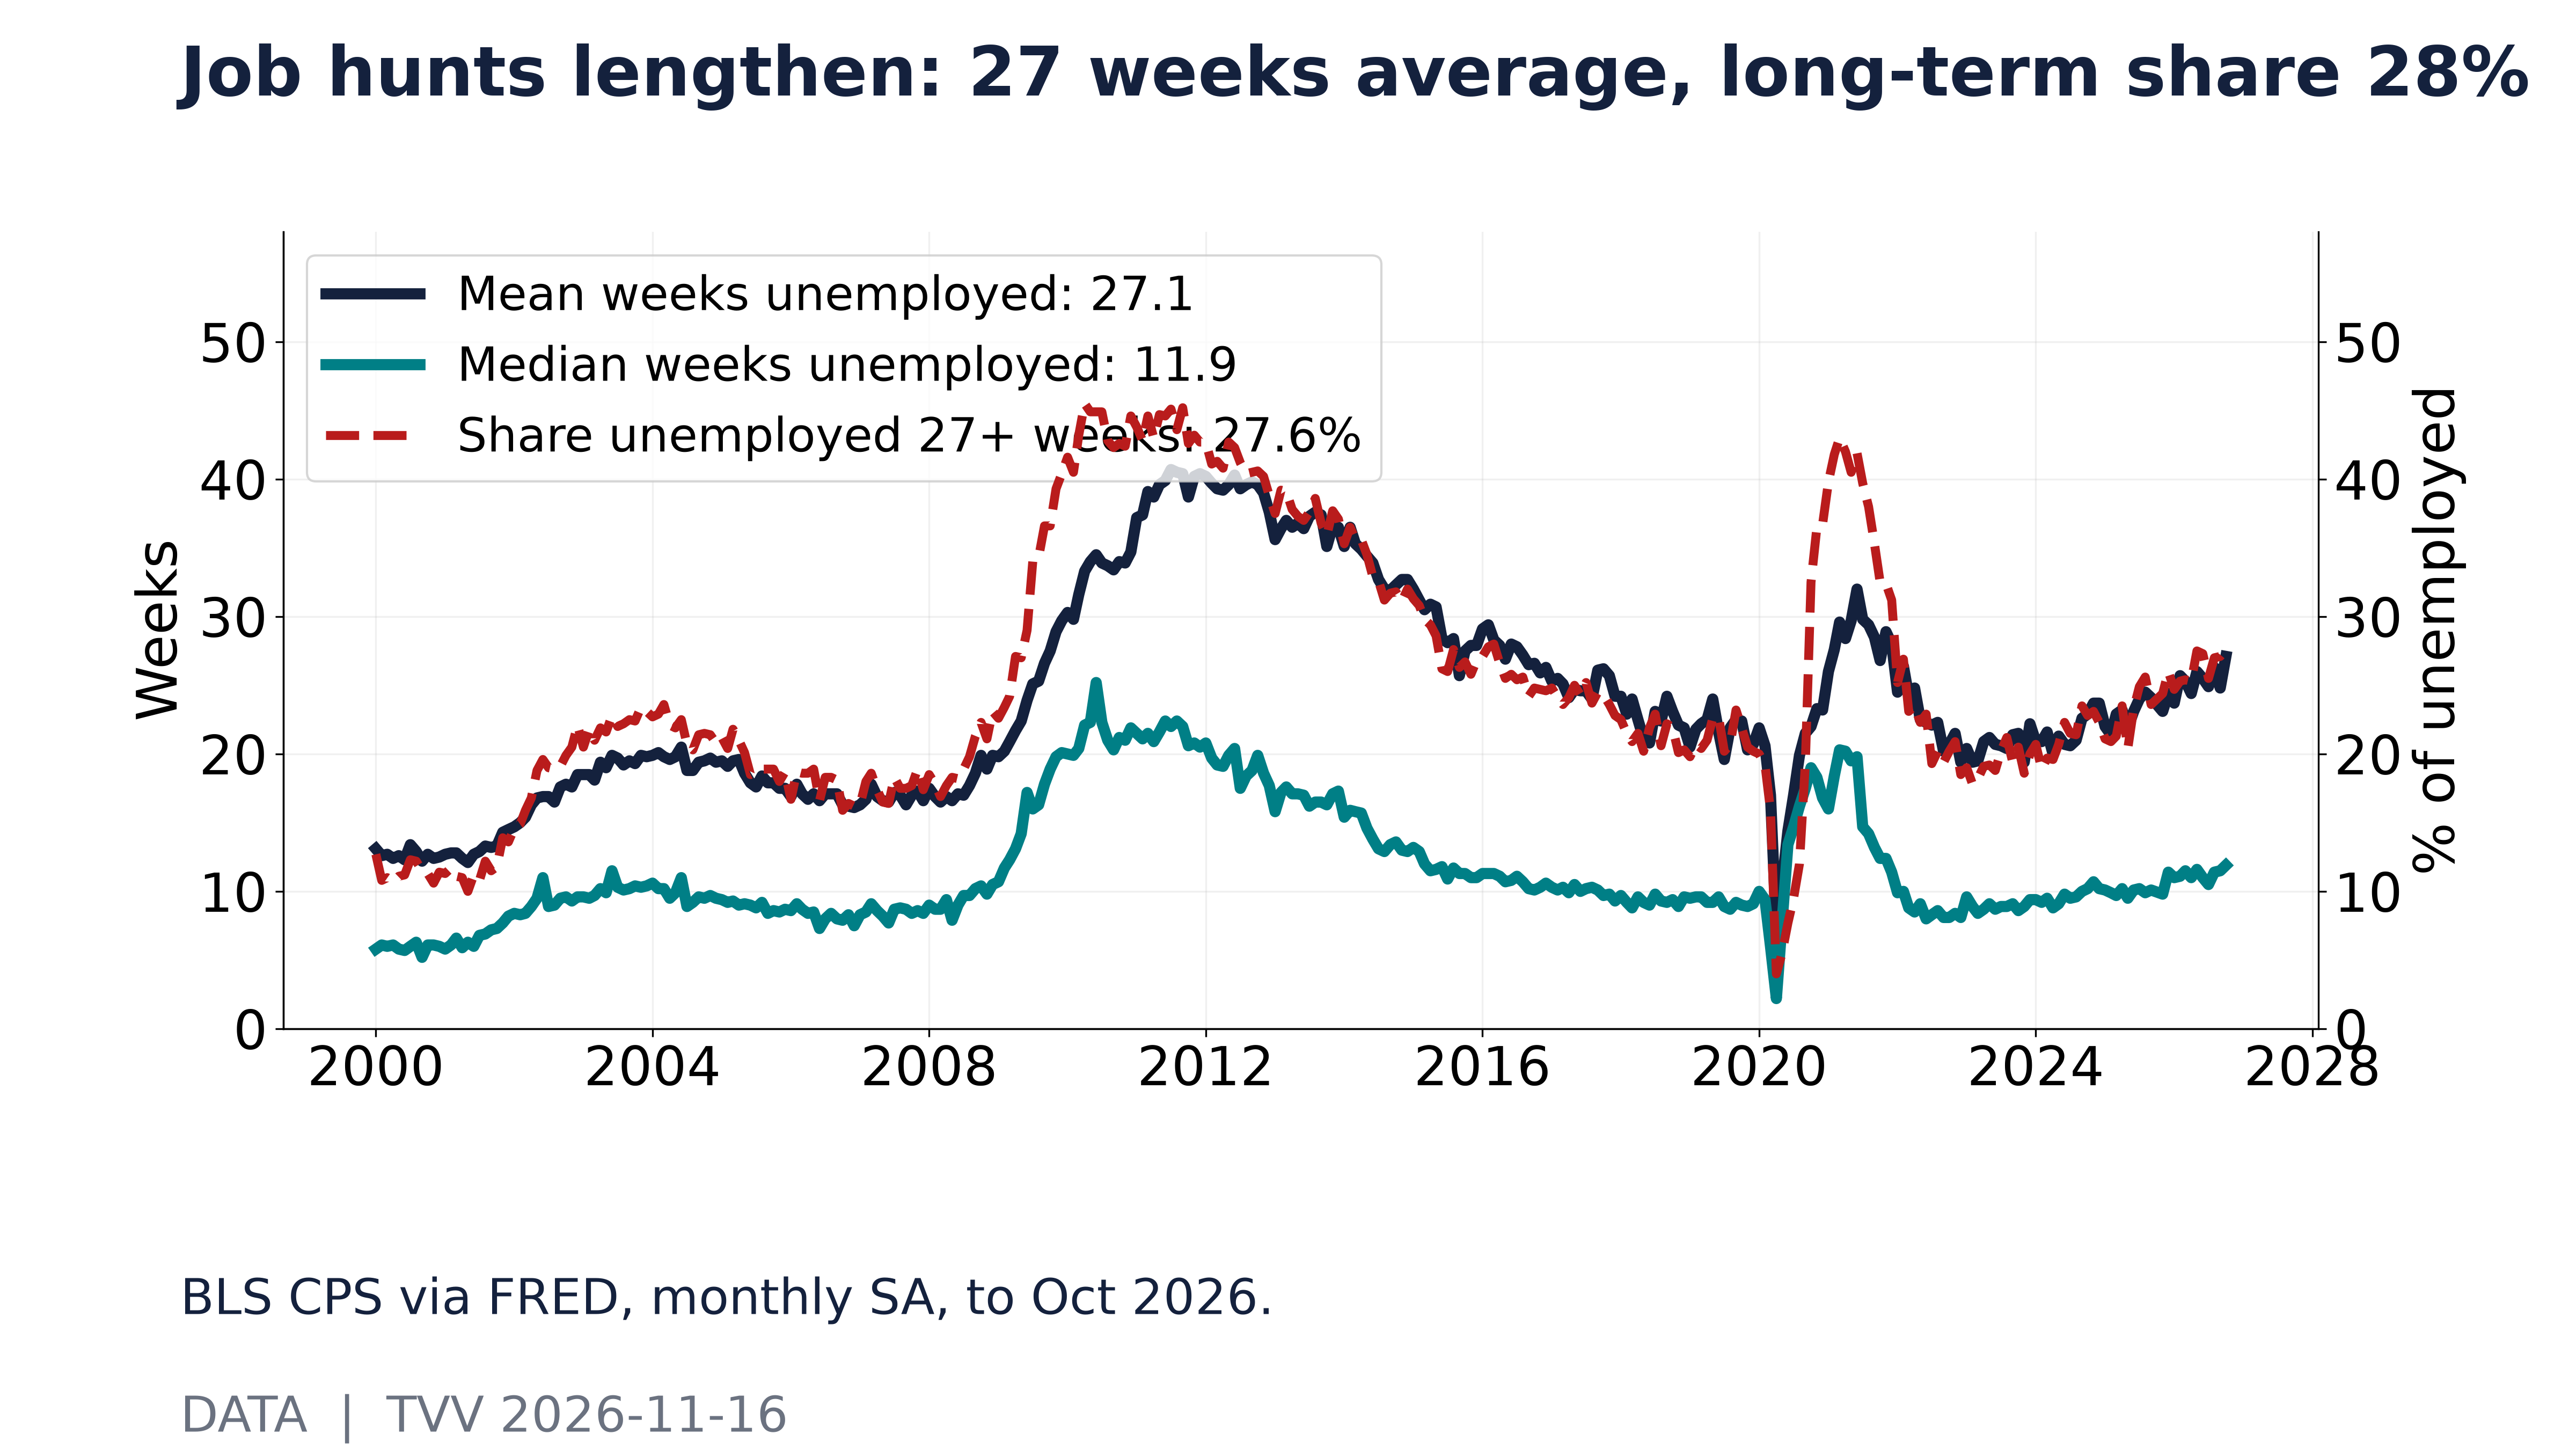 Job hunts lengthen: 27 weeks average, long-term share 28%
Mean weeks unemployed: 27.1
Median weeks unemployed: 11.9
Share unemployed 27+ weeks: 27.6%
Weeks
50
40
30
20
10
0
50
40
30
20
10
0
% of unemployed
2000 2004 2008 2012 2016 2020 2024 2028
BLS CPS via FRED, monthly SA, to Oct 2026.
DATA | TVV 2026-11-16